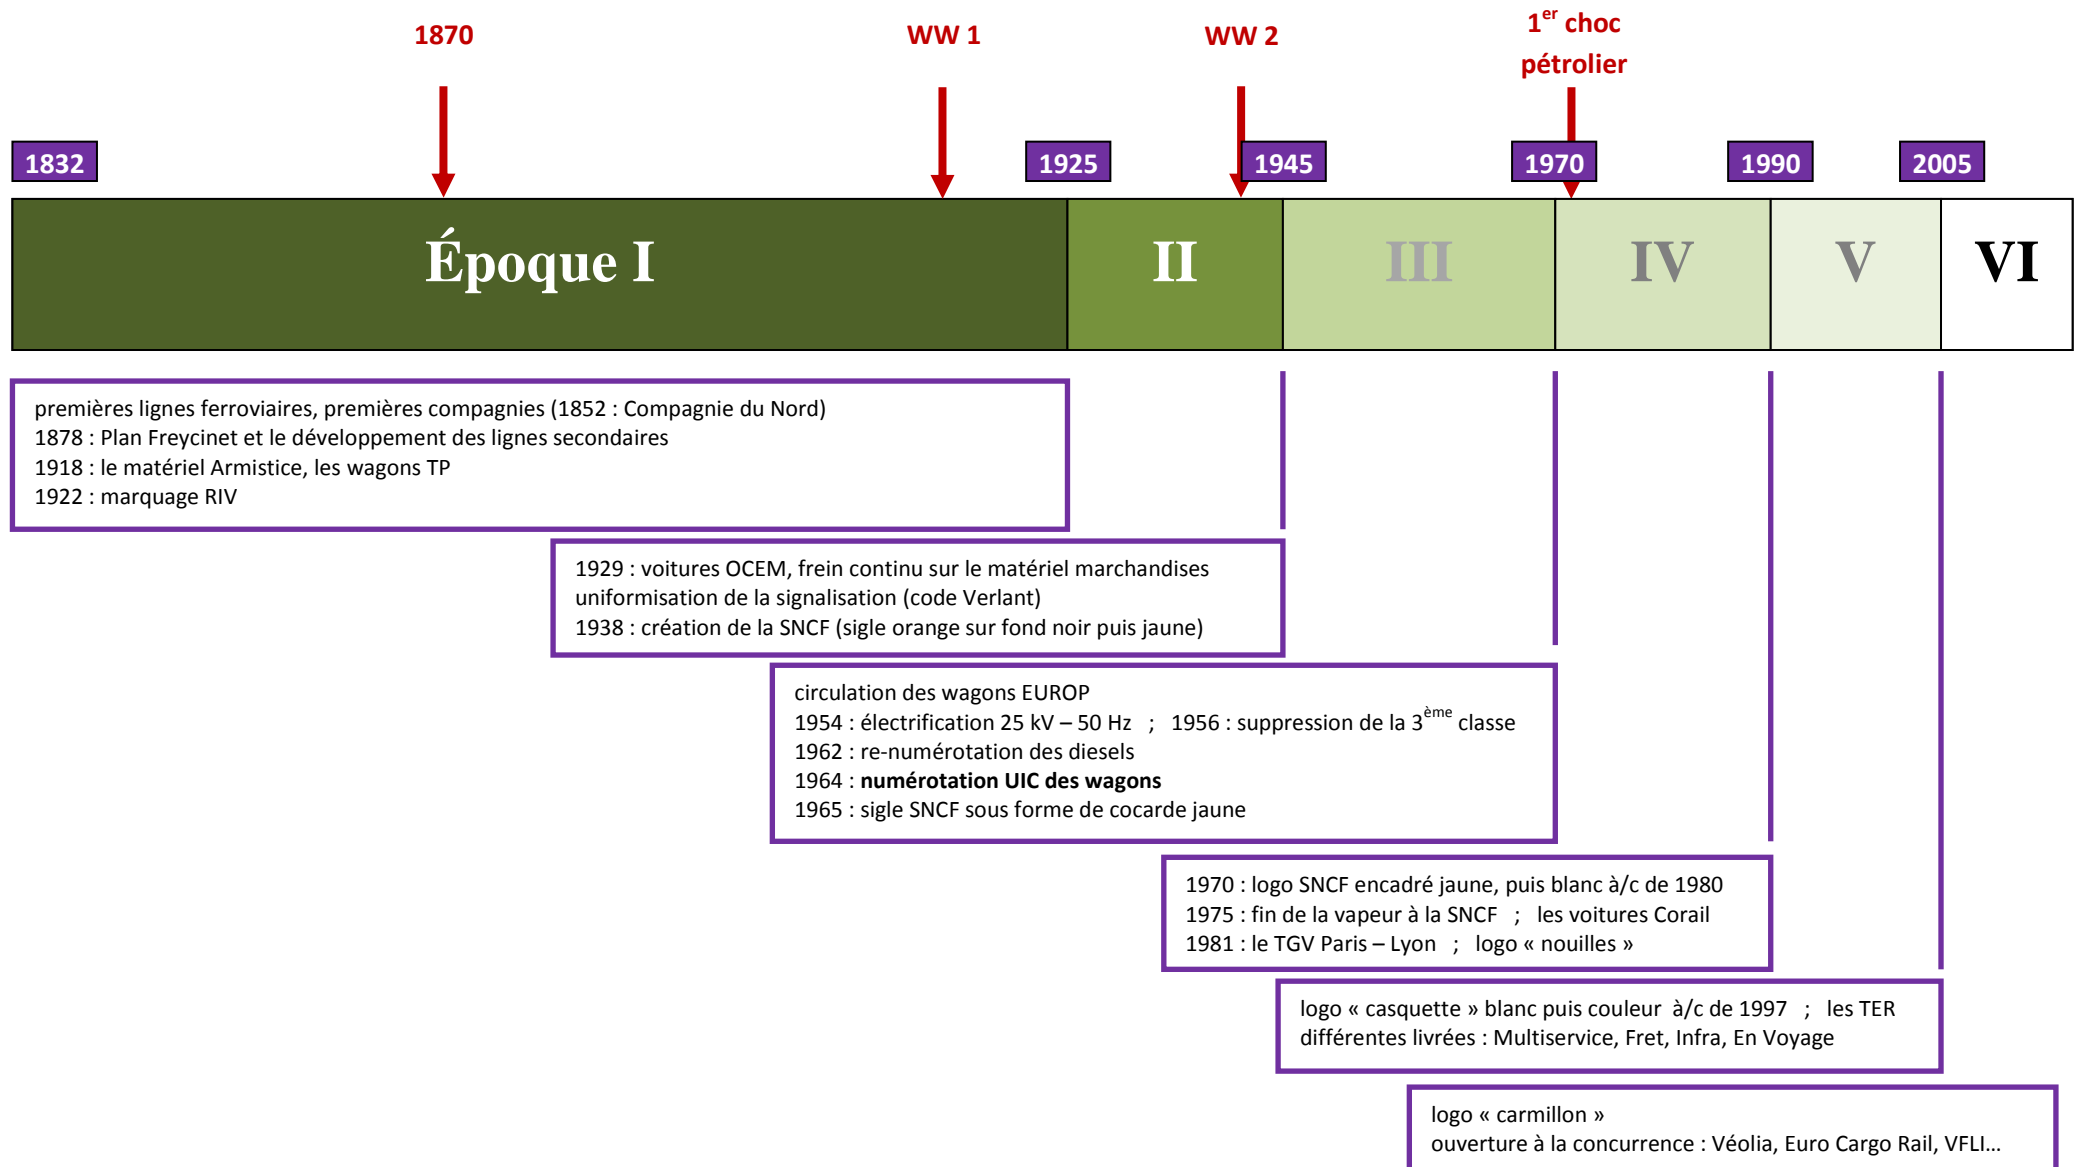 1870
WW 1
WW 2
1er choc
pétrolier
1832
1925
1945
1970
1990
2005
Époque I
II
III
IV
V
VI
premières lignes ferroviaires, premières compagnies (1852 : Compagnie du Nord)
1878 : Plan Freycinet et le développement des lignes secondaires
1918 : le matériel Armistice, les wagons TP
1922 : marquage RIV
1929 : voitures OCEM, frein continu sur le matériel marchandises
uniformisation de la signalisation (code Verlant)
1938 : création de la SNCF (sigle orange sur fond noir puis jaune)
circulation des wagons EUROP
1954 : électrification 25 kV – 50 Hz ; 1956 : suppression de la 3ème classe
1962 : re-numérotation des diesels
1964 : numérotation UIC des wagons
1965 : sigle SNCF sous forme de cocarde jaune
1970 : logo SNCF encadré jaune, puis blanc à/c de 1980
1975 : fin de la vapeur à la SNCF ; les voitures Corail
1981 : le TGV Paris – Lyon ; logo « nouilles »
logo « casquette » blanc puis couleur à/c de 1997 ; les TER
différentes livrées : Multiservice, Fret, Infra, En Voyage
logo « carmillon »
ouverture à la concurrence : Véolia, Euro Cargo Rail, VFLI…